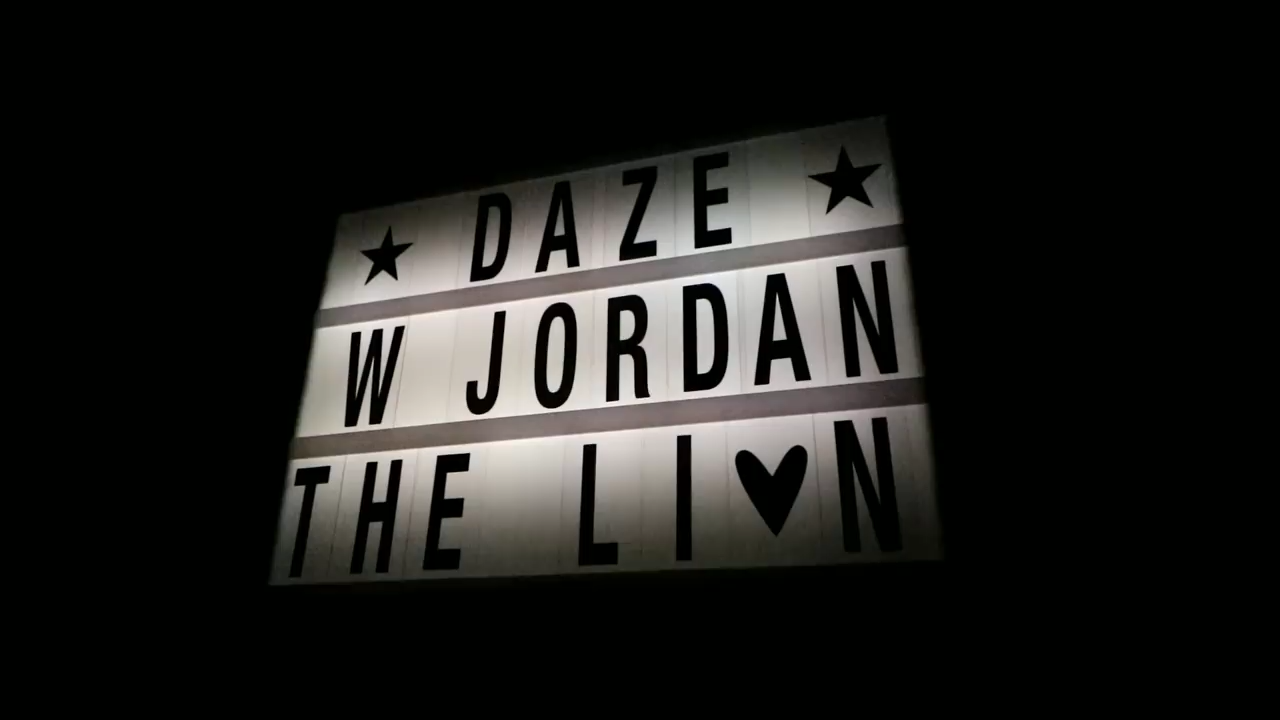 ★ DAZE ★
W JORDAN
THE LI♥N